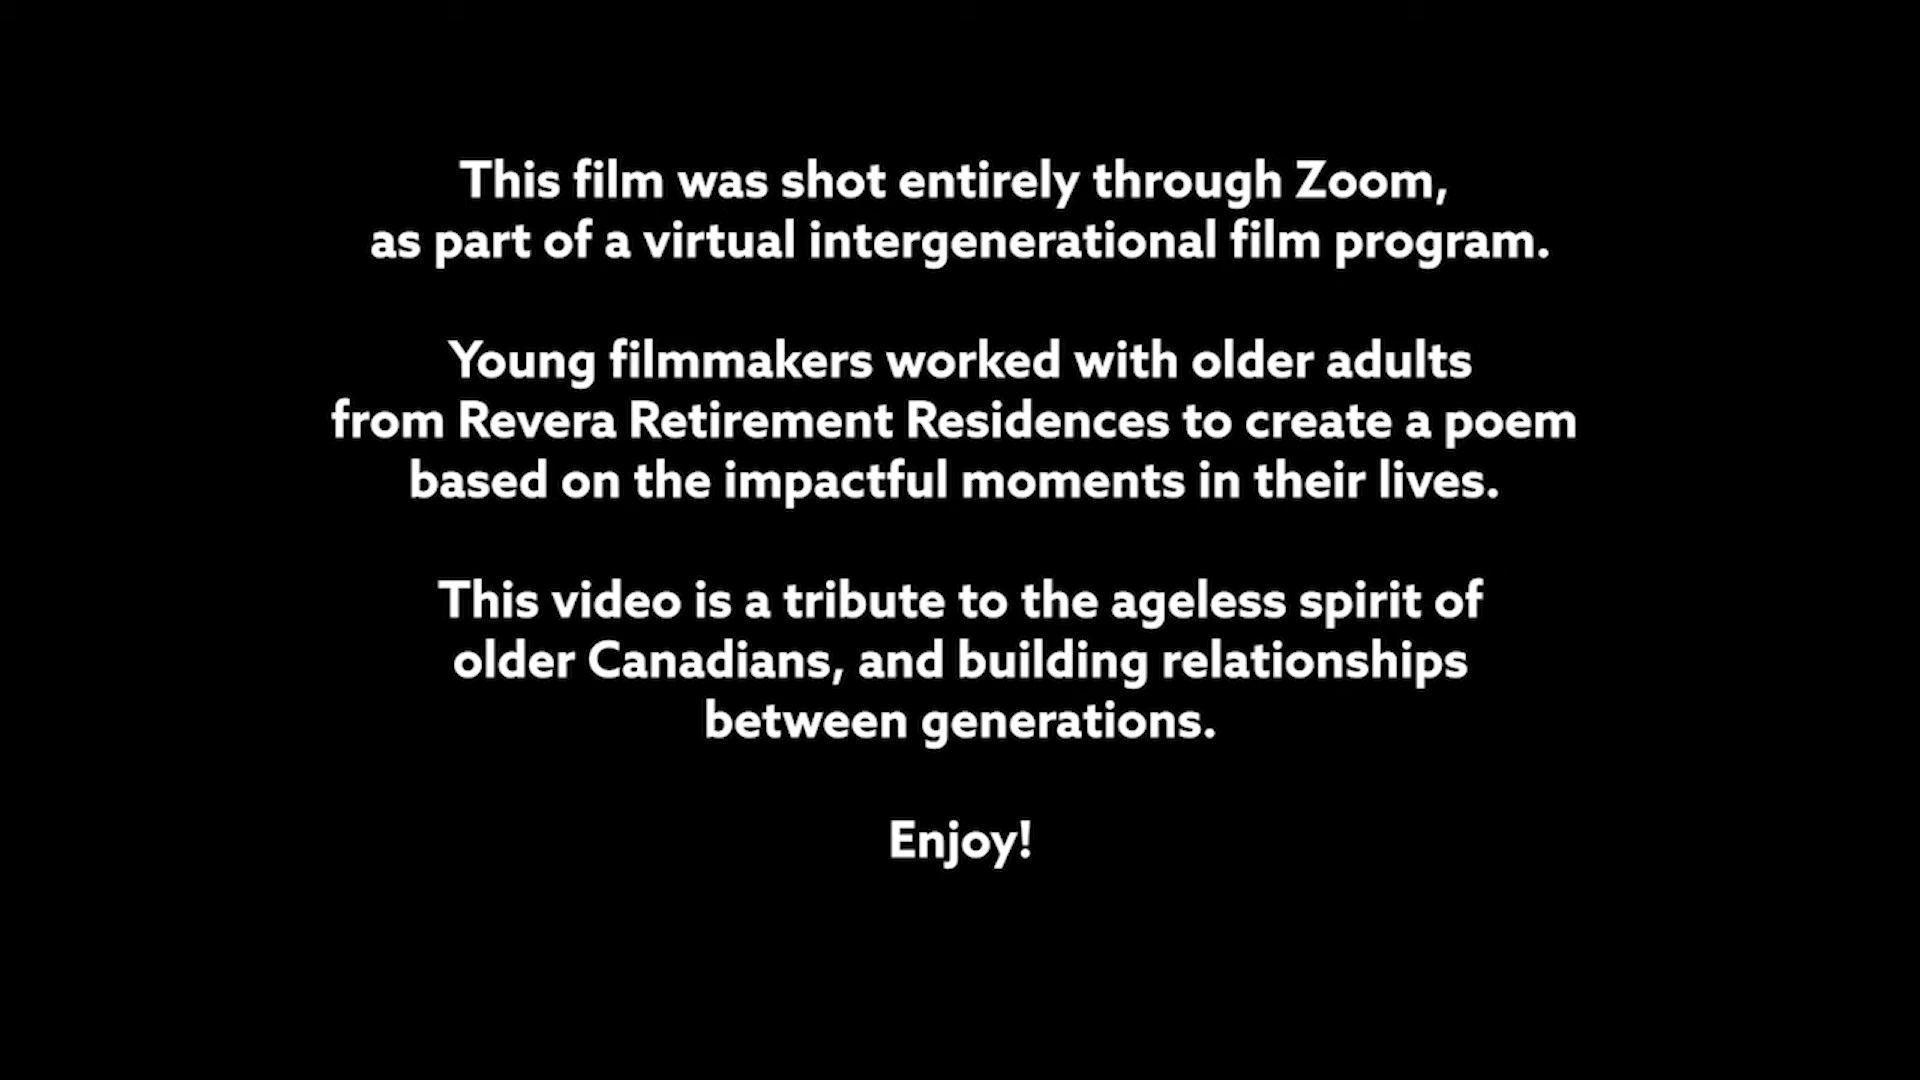 This film was shot entirely through Zoom,
as part of a virtual intergenerational film program.
Young filmmakers worked with older adults
from Revera Retirement Residences to create a poem
based on the impactful moments in their lives.
This video is a tribute to the ageless spirit of
older Canadians, and building relationships
between generations.
Enjoy!